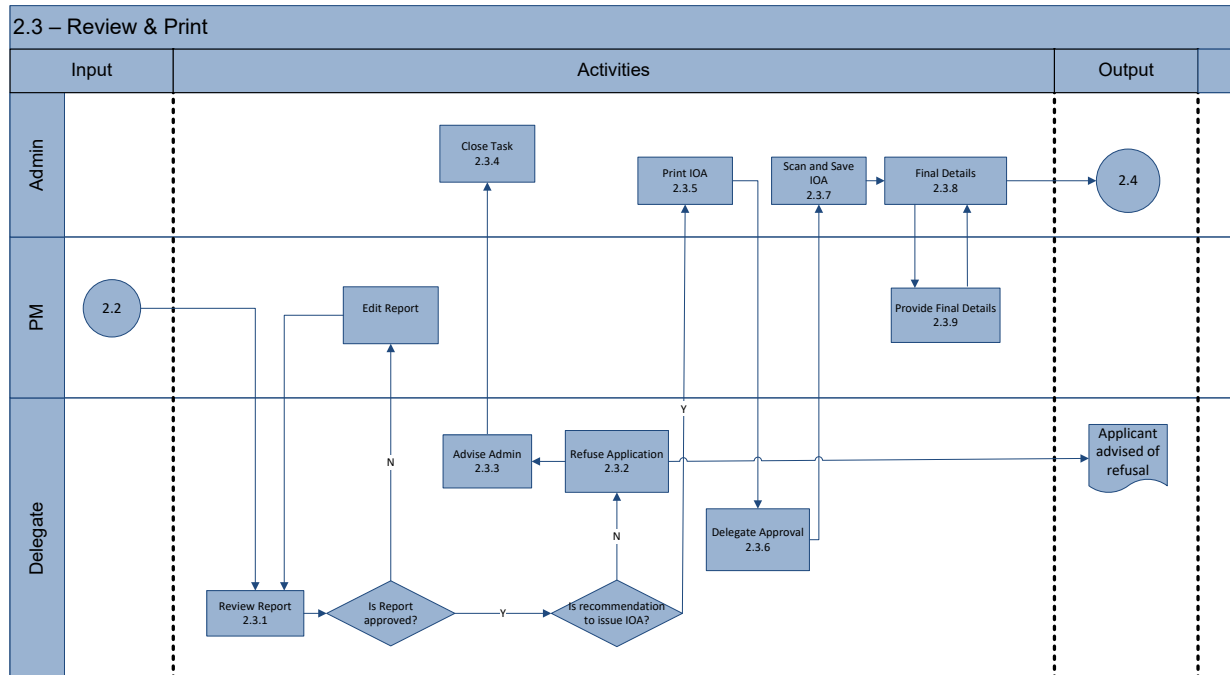 2.3 – Review & Print
Input
Activities
Output
Admin
Close Task
2.3.4
Print IOA
2.3.5
Scan and Save
IOA
2.3.7
Final Details
2.3.8
2.4
PM
2.2
Edit Report
Provide Final Details
2.3.9
Delegate
Y
N
Advise Admin
2.3.3
Refuse Application
2.3.2
Applicant
advised of
refusal
N
Delegate Approval
2.3.6
Review Report
2.3.1
Is Report
approved?
Y
Is recommendation
to issue IOA?